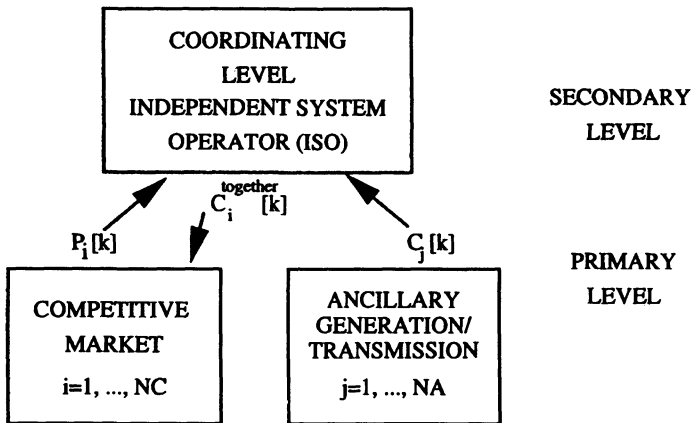 COORDINATING
LEVEL
INDEPENDENT SYSTEM
OPERATOR (ISO)
SECONDARY
LEVEL
together
C_i [k]
P_i [k]
C_j [k]
PRIMARY
LEVEL
COMPETITIVE
MARKET
i=1, ..., NC
ANCILLARY
GENERATION/
TRANSMISSION
j=1, ..., NA